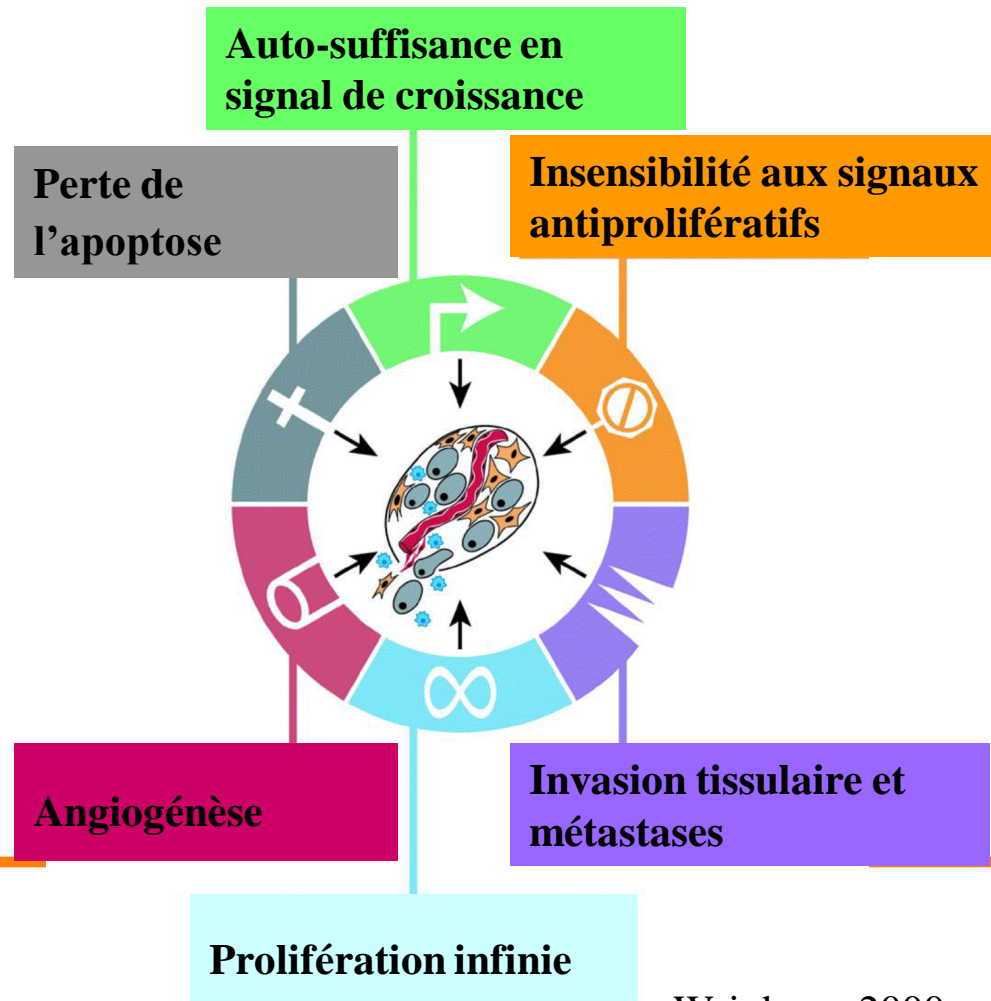 Auto-suffisance en
signal de croissance
Perte de
l’apoptose
Insensibilité aux signaux
antiprolifératifs
Angiogénèse
Invasion tissulaire et
métastases
Prolifération infinie